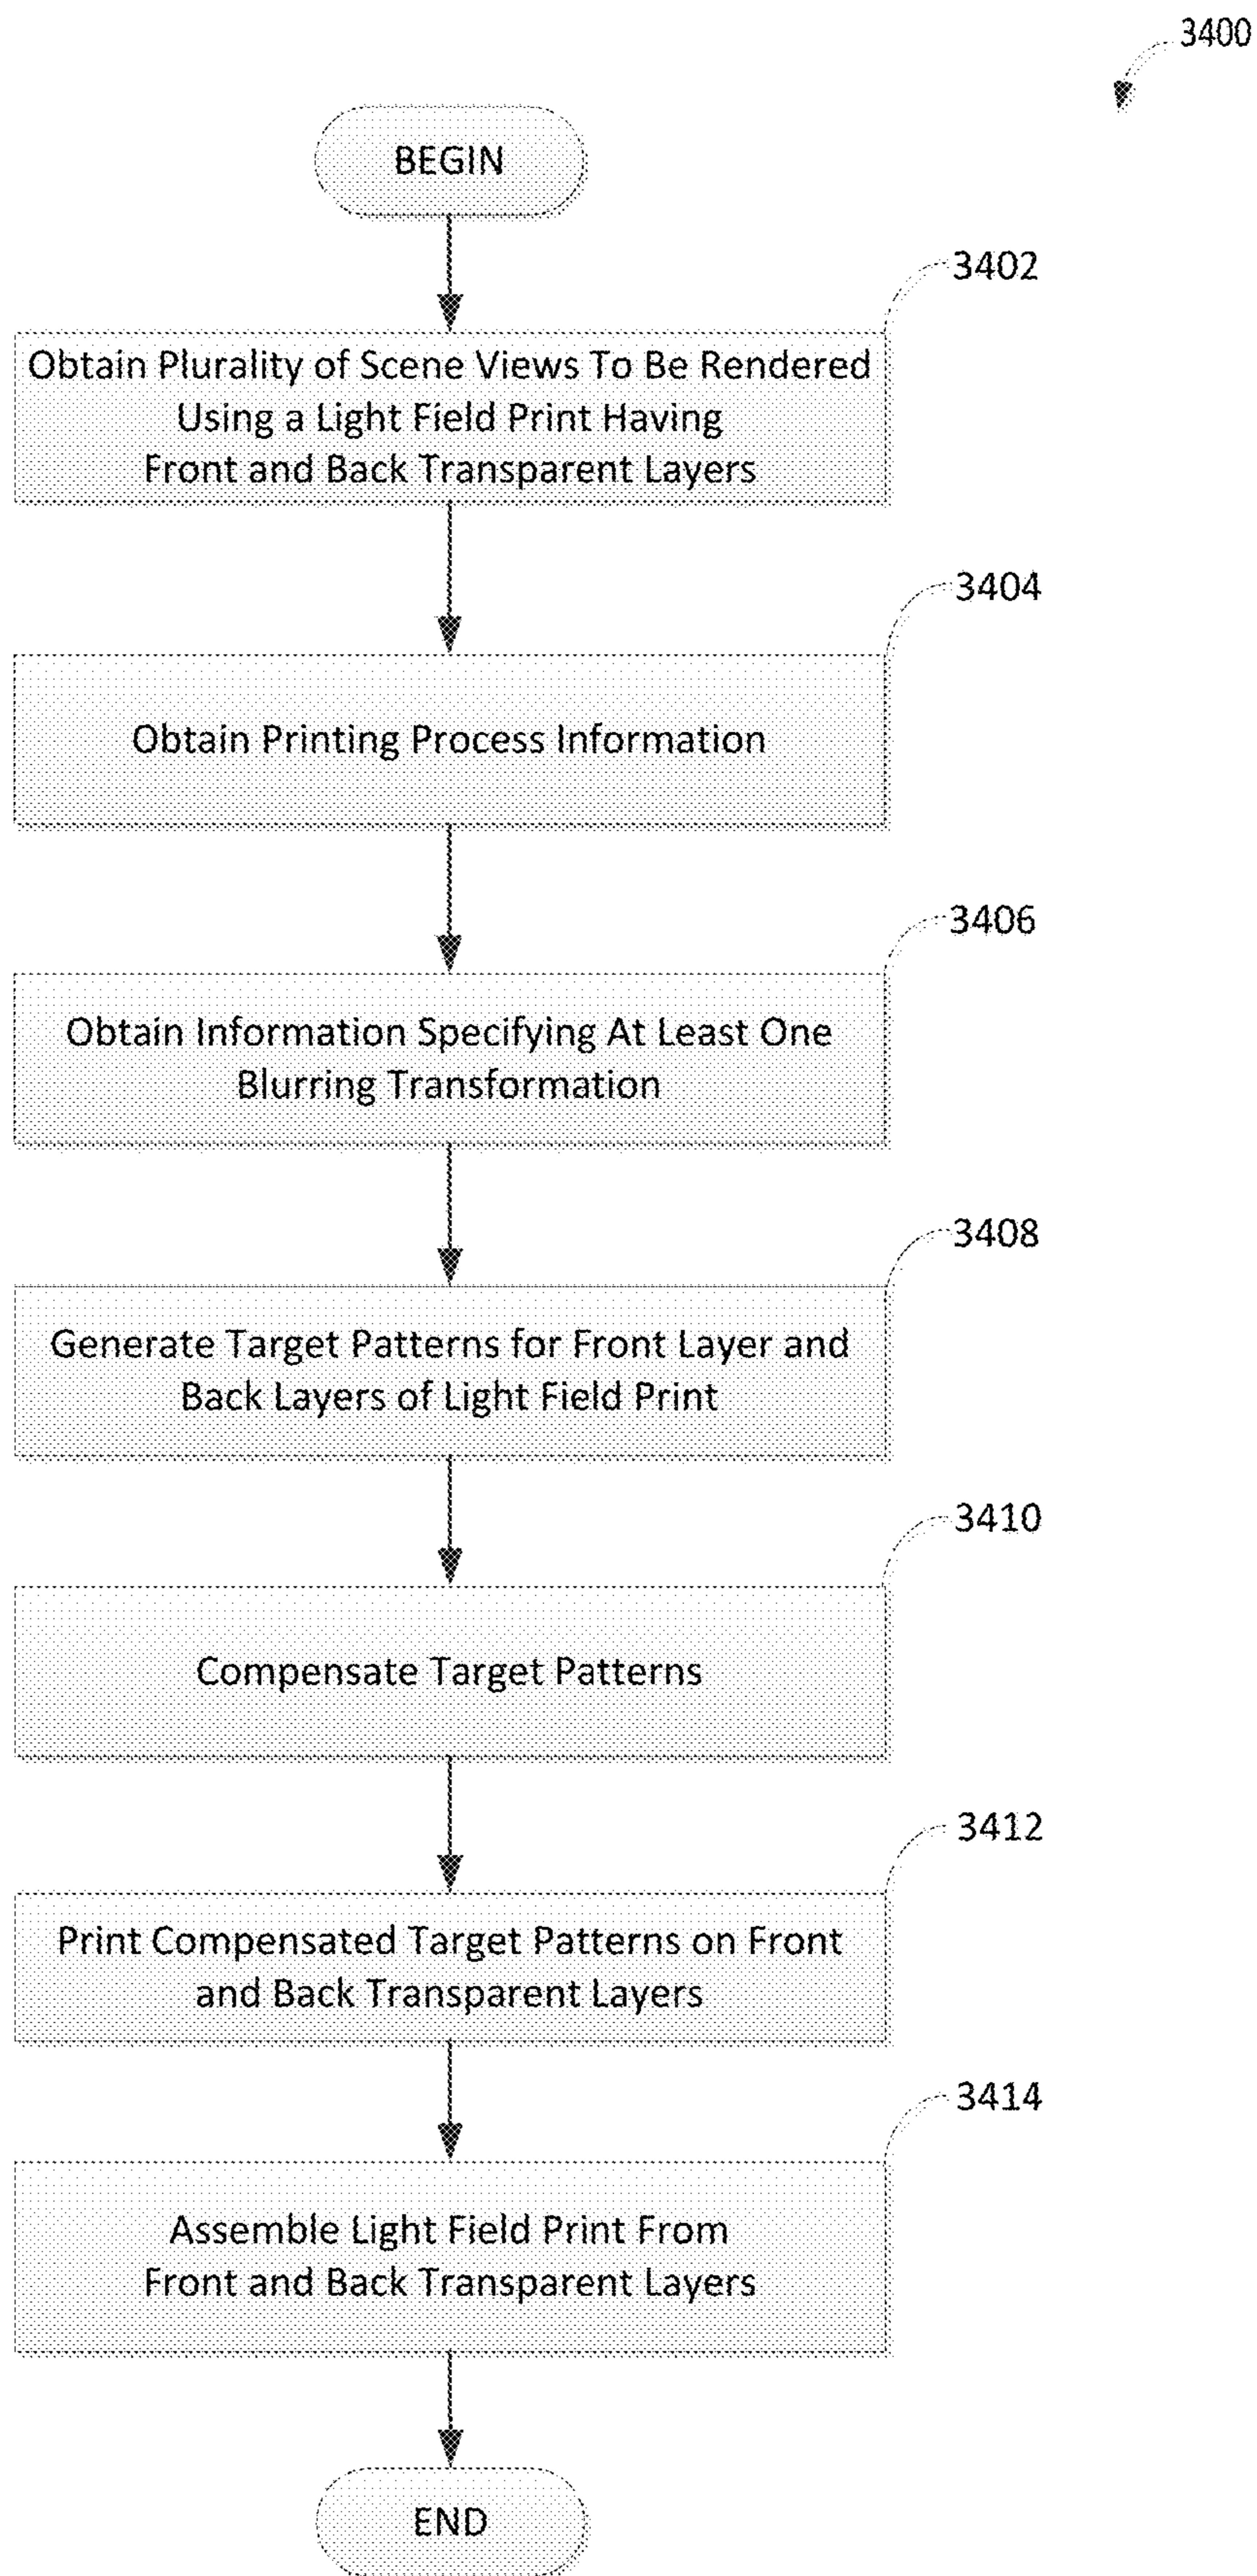 3400
BEGIN
3402
Obtain Plurality of Scene Views To Be Rendered
Using a Light Field Print Having
Front and Back Transparent Layers
3404
Obtain Printing Process Information
3406
Obtain Information Specifying At Least One
Blurring Transformation
3408
Generate Target Patterns for Front Layer and
Back Layers of Light Field Print
3410
Compensate Target Patterns
3412
Print Compensated Target Patterns on Front
and Back Transparent Layers
3414
Assemble Light Field Print From
Front and Back Transparent Layers
END